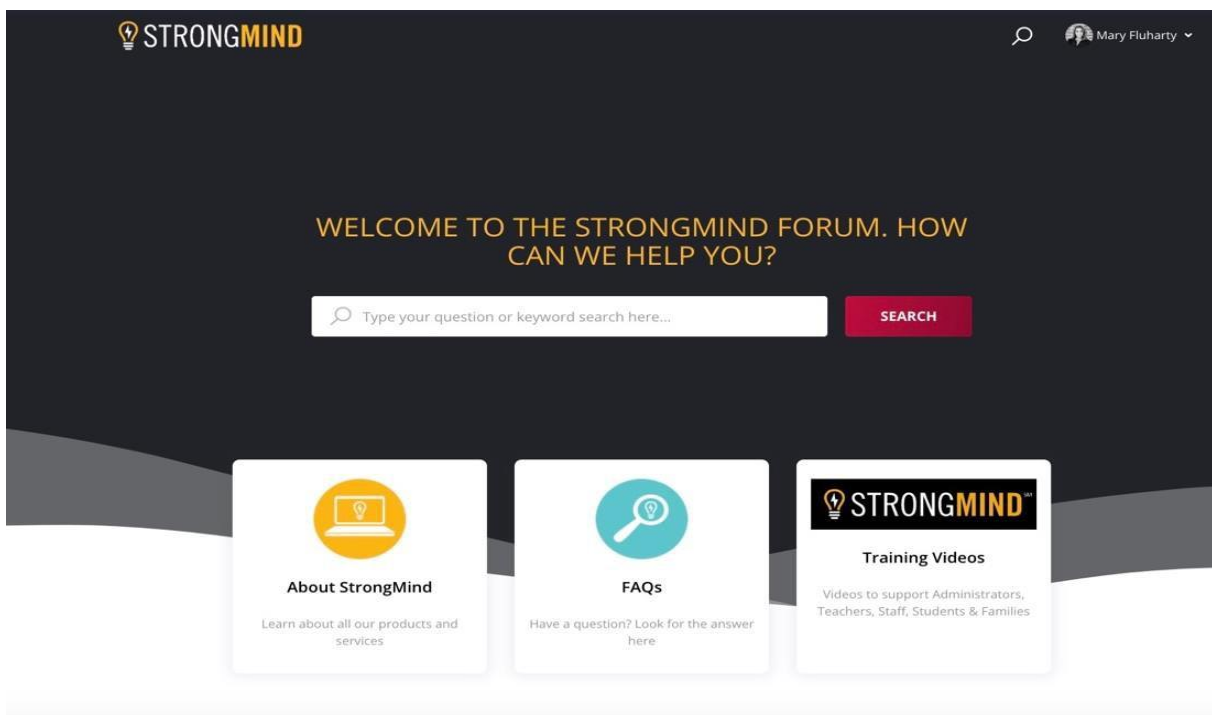 STRONGMIND
Mary Fluharty
WELCOME TO THE STRONGMIND FORUM. HOW
CAN WE HELP YOU?
Type your question or keyword search here...
SEARCH
About StrongMind
Learn about all our products and
services
FAQs
Have a question? Look for the answer
here
STRONGMIND
Training Videos
Videos to support Administrators,
Teachers, Staff, Students & Families